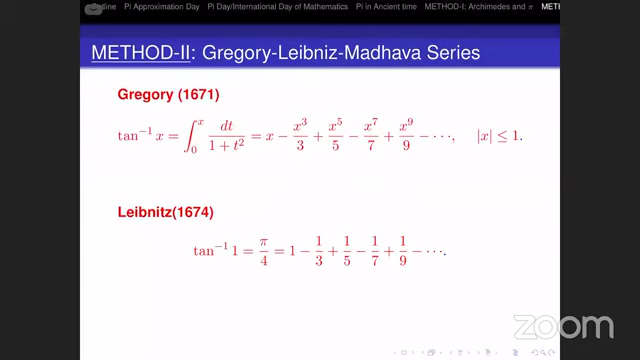 Outline Pi Approximation Day Pi Day/International Day of Mathematics Pi in Ancient time METHOD-I: Archimedes and π
METHOD-II: Gregory-Leibniz-Madhava Series
Gregory (1671)
tan⁻¹ x = ∫₀ˣ dt/(1 + t²) = x − x³/3 + x⁵/5 − x⁷/7 + x⁹/9 − ⋯, |x| ≤ 1.
Leibnitz(1674)
tan⁻¹ 1 = π/4 = 1 − 1/3 + 1/5 − 1/7 + 1/9 − ⋯.
zoom